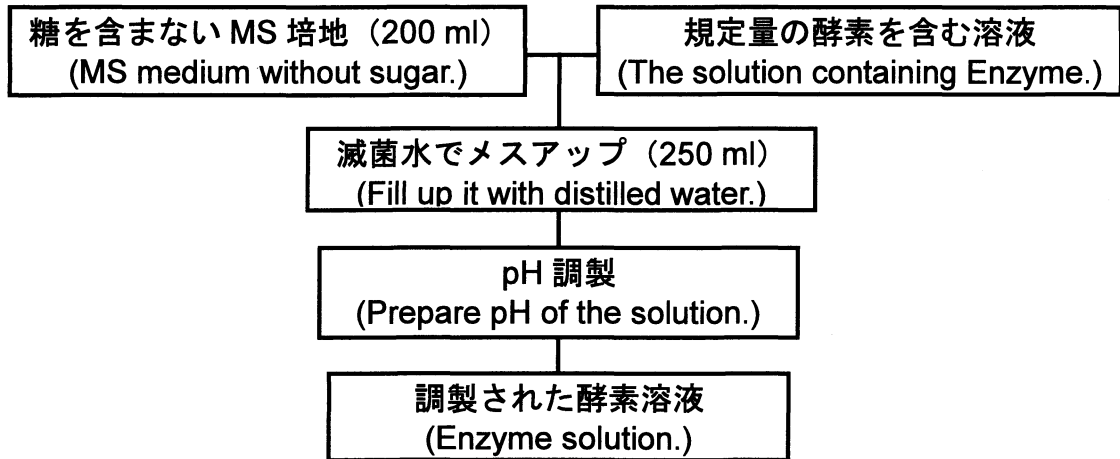 糖を含まない MS 培地（200 ml）
(MS medium without sugar.)
規定量の酵素を含む溶液
(The solution containing Enzyme.)
滅菌水でメスアップ（250 ml）
(Fill up it with distilled water.)
pH 調製
(Prepare pH of the solution.)
調製された酵素溶液
(Enzyme solution.)